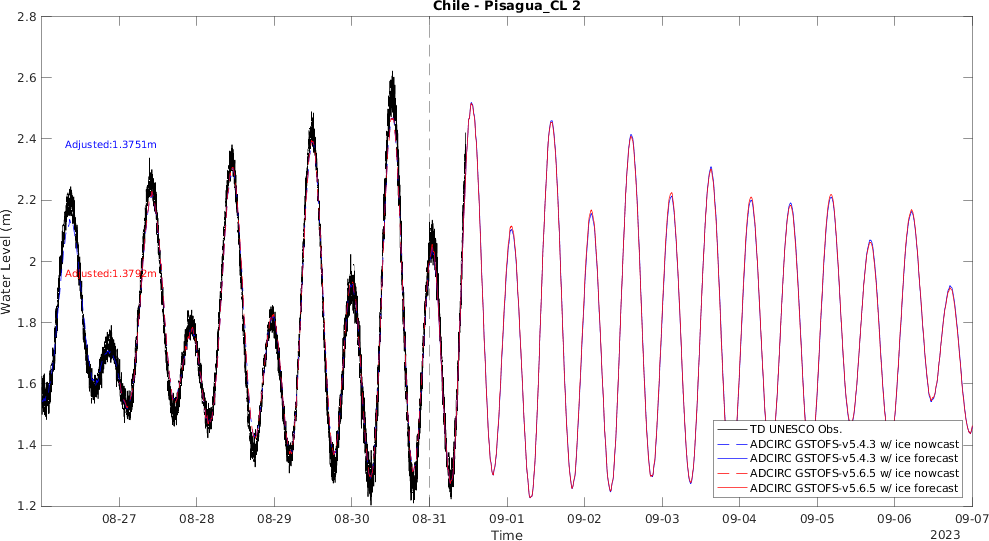 Chile - Pisagua_CL 2
Water Level (m)
2.8
2.6
2.4
2.2
2
1.8
1.6
1.4
1.2
Adjusted:1.3751m
Adjusted:1.3792m
TD UNESCO Obs.
ADCIRC GSTOFS-v5.4.3 w/ ice nowcast
ADCIRC GSTOFS-v5.4.3 w/ ice forecast
ADCIRC GSTOFS-v5.6.5 w/ ice nowcast
ADCIRC GSTOFS-v5.6.5 w/ ice forecast
08-27 08-28 08-29 08-30 08-31 09-01 09-02 09-03 09-04 09-05 09-06 09-07
Time
2023